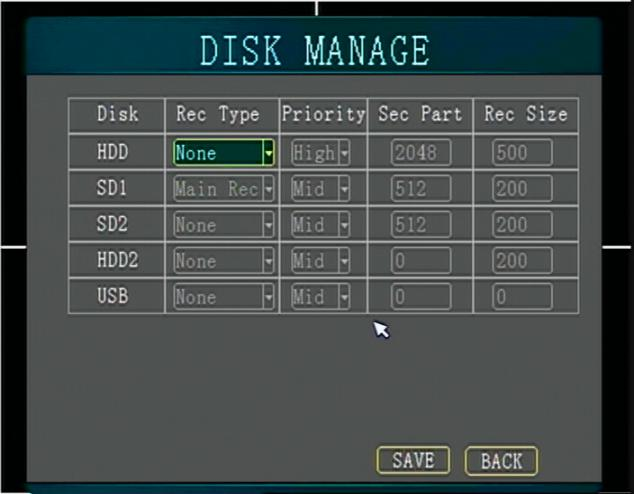 DISK MANAGE
Disk Rec Type Priority Sec Part Rec Size
HDD None High 2048 500
SD1 Main Rec Mid 512 200
SD2 None Mid 512 200
HDD2 None Mid 0 200
USB None Mid 0 0
SAVE BACK